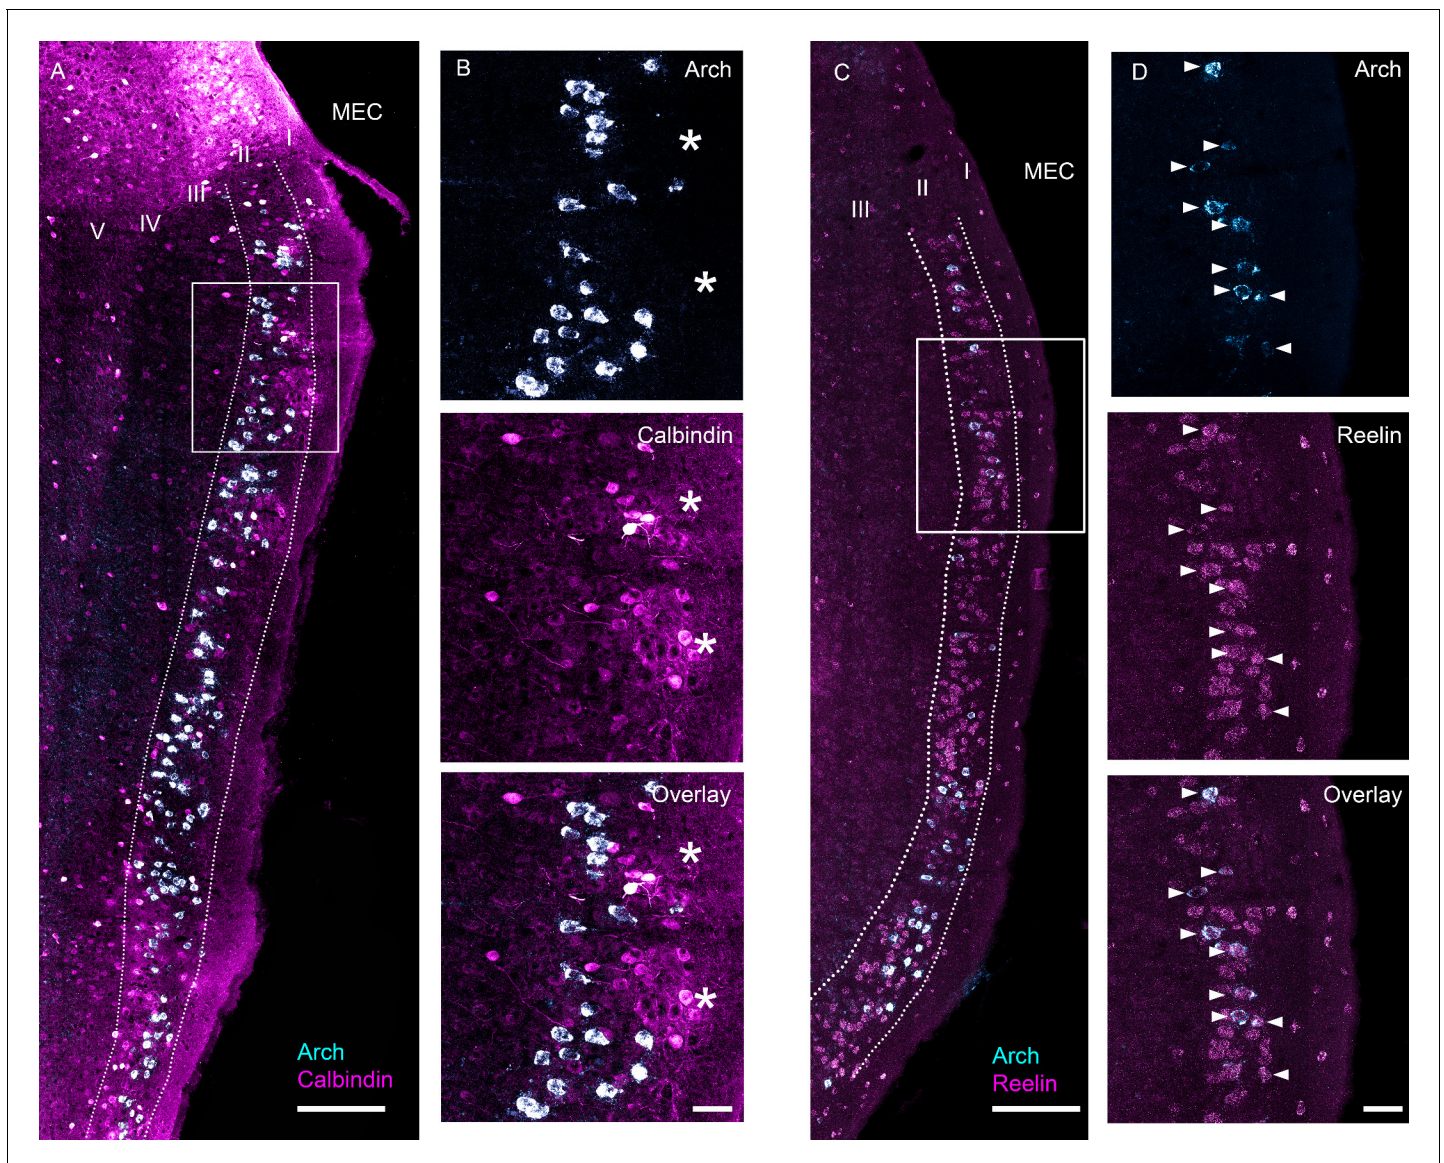 A
MEC
I
II
III
IV
V
Arch
Calbindin
B
Arch
*
*
Calbindin
*
*
Overlay
*
*
C
MEC
I
II
III
Arch
Reelin
D
Arch
Reelin
Overlay